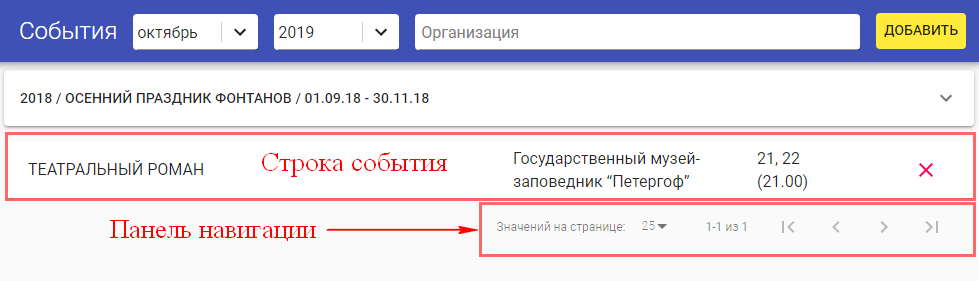 События октябрь 2019 Организация ДОБАВИТЬ
2018 / ОСЕННИЙ ПРАЗДНИК ФОНТАНОВ / 01.09.18 - 30.11.18
ТЕАТРАЛЬНЫЙ РОМАН
Строка события
Государственный музей-
заповедник “Петергоф”
21, 22
(21.00)
Панель навигации
Значений на странице: 25 1-1 из 1